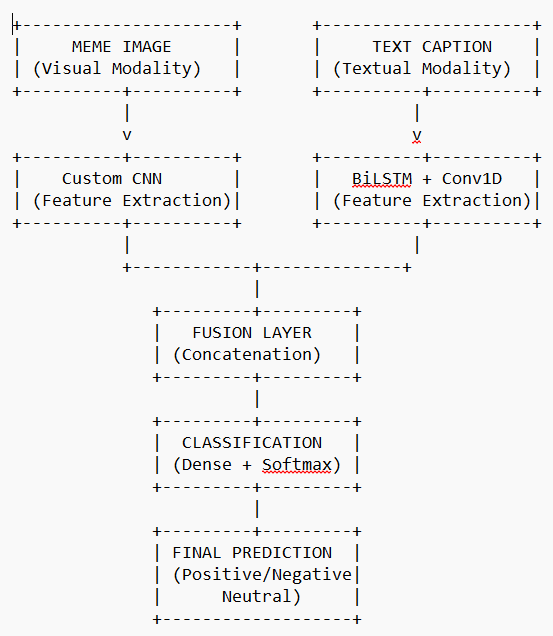 MEME IMAGE
(Visual Modality)
TEXT CAPTION
(Textual Modality)
v
v
Custom CNN
(Feature Extraction)
BiLSTM + Conv1D
(Feature Extraction)
FUSION LAYER
(Concatenation)
CLASSIFICATION
(Dense + Softmax)
FINAL PREDICTION
(Positive/Negative
Neutral)